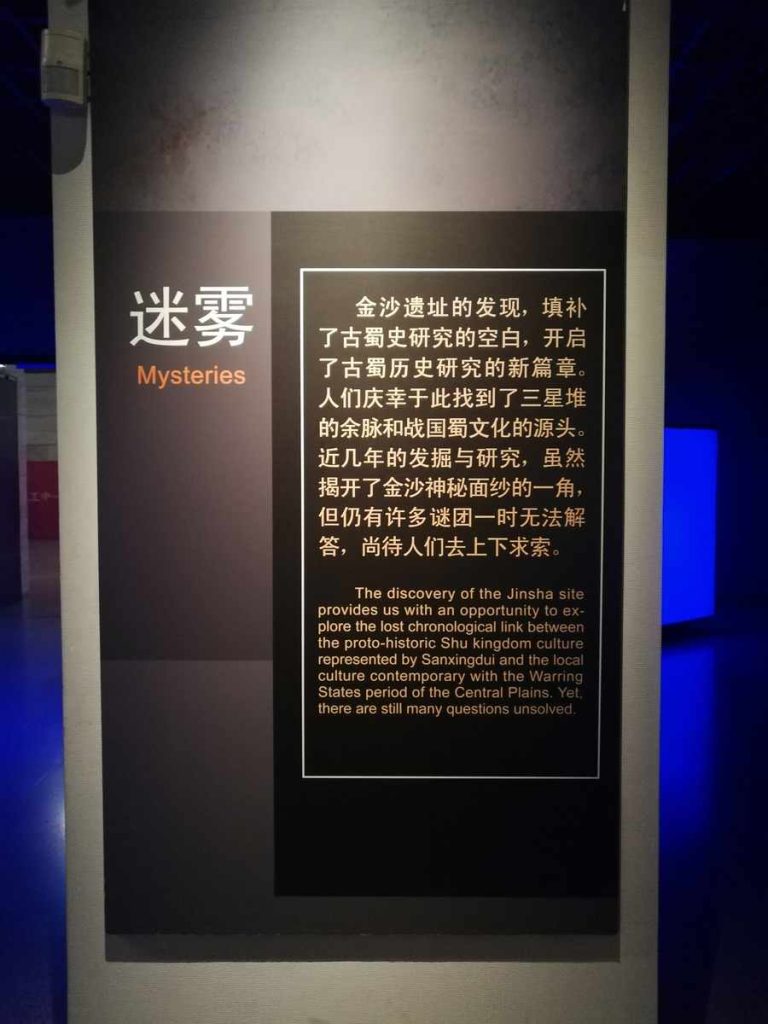 迷雾
Mysteries
金沙遗址的发现，填补
了古蜀史研究的空白，开启
了古蜀历史研究的新篇章。
人们庆幸于此找到了三星堆
的余脉和战国蜀文化的源头。
近几年的发掘与研究，虽然
揭开了金沙神秘面纱的一角，
但仍有许多谜团一时无法解
答，尚待人们去上下求索。
The discovery of the Jinsha site
provides us with an opportunity to ex-
plore the lost chronological link between
the proto-historic Shu kingdom culture
represented by Sanxingdui and the local
culture contemporary with the Warring
States period of the Central Plains. Yet,
there are still many questions unsolved.